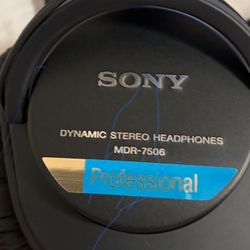 SONY
DYNAMIC STEREO HEADPHONES
MDR-7506
Professional